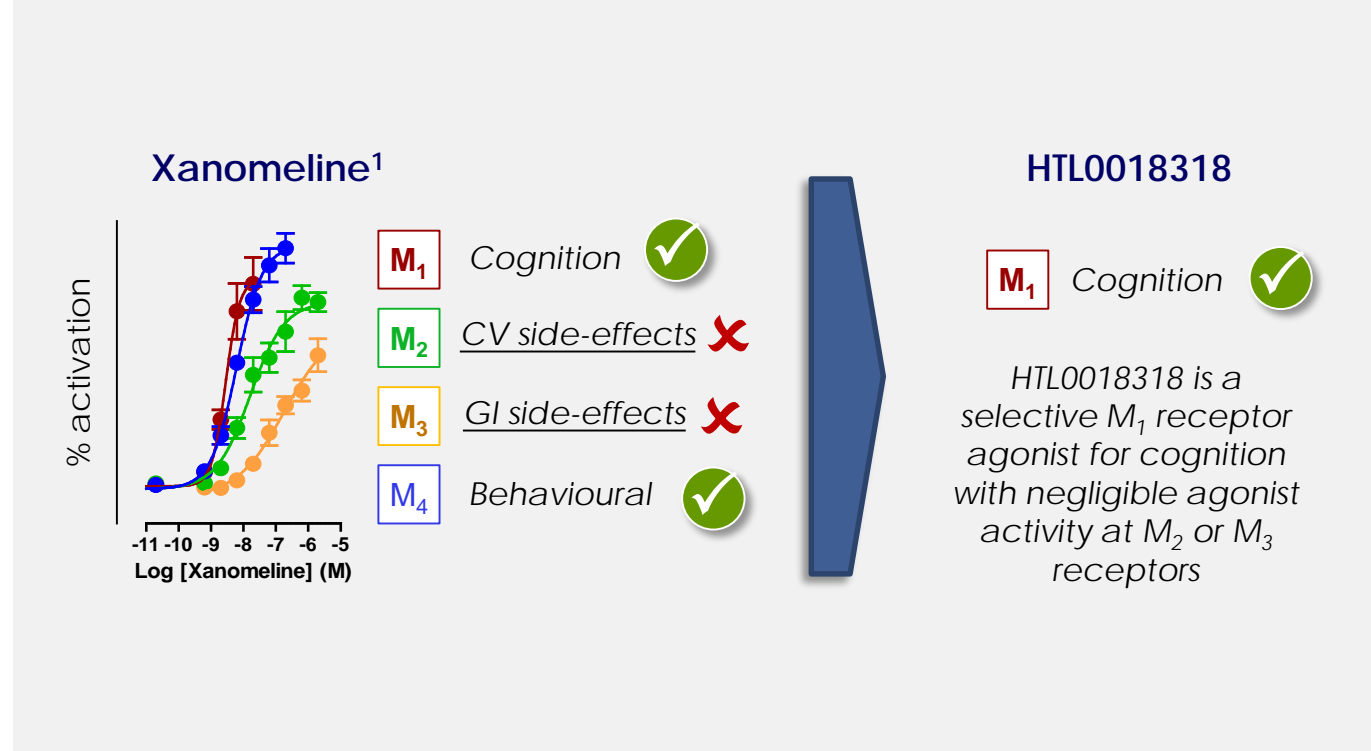 Xanomeline¹
HTL0018318
% activation
-11 -10 -9 -8 -7 -6 -5
Log [Xanomeline] (M)
M₁ Cognition
M₂ CV side-effects
M₃ GI side-effects
M₄ Behavioural
M₁ Cognition
HTL0018318 is a
selective M₁ receptor
agonist for cognition
with negligible agonist
activity at M₂ or M₃
receptors